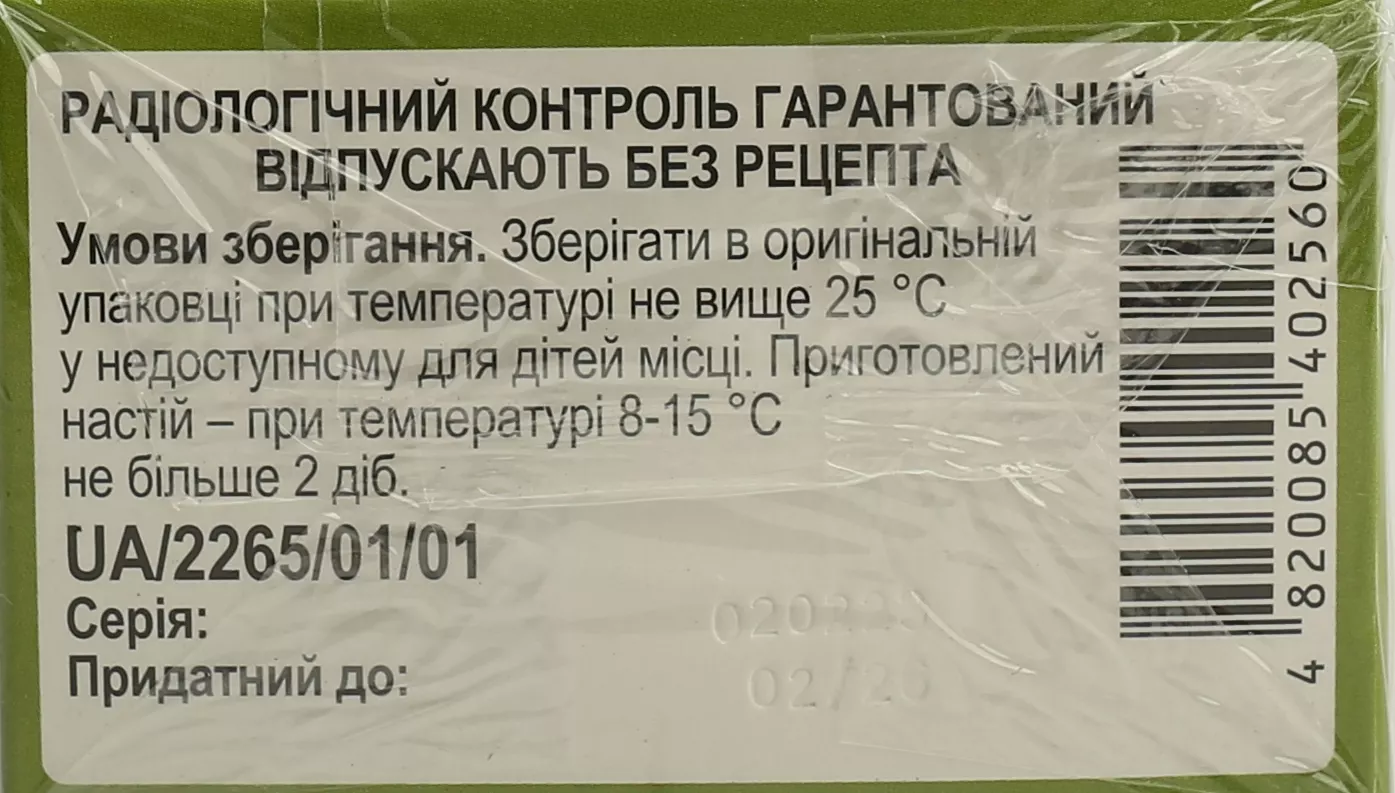 РАДІОЛОГІЧНИЙ КОНТРОЛЬ ГАРАНТОВАНИЙ
ВІДПУСКАЮТЬ БЕЗ РЕЦЕПТА
Умови зберігання. Зберігати в оригінальній
упаковці при температурі не вище 25 °С
у недоступному для дітей місці. Приготовлений
настій – при температурі 8-15 °С
не більше 2 діб.
UA/2265/01/01
Серія:
Придатний до: 02/26
4 820085 402560